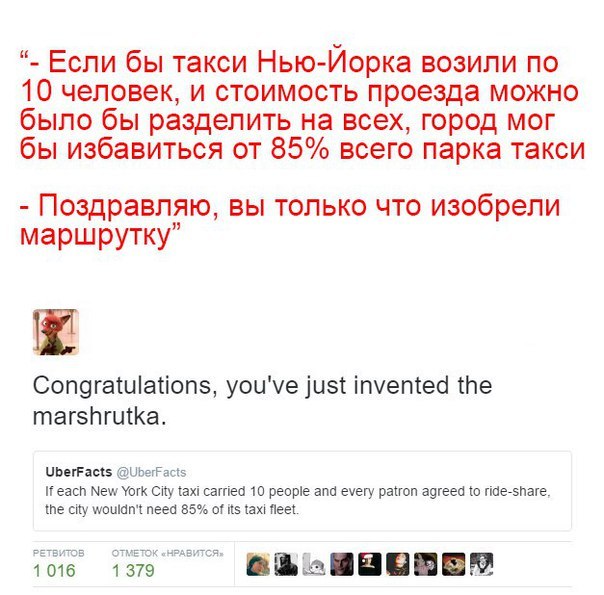 “- Если бы такси Нью-Йорка возили по
10 человек, и стоимость проезда можно
было бы разделить на всех, город мог
бы избавиться от 85% всего парка такси
- Поздравляю, вы только что изобрели
маршрутку”
Congratulations, you've just invented the
marshrutka.
UberFacts @UberFacts
If each New York City taxi carried 10 people and every patron agreed to ride-share,
the city wouldn't need 85% of its taxi fleet.
РЕТВИТОВ ОТМЕТОК «НРАВИТСЯ»
1 016 1 379